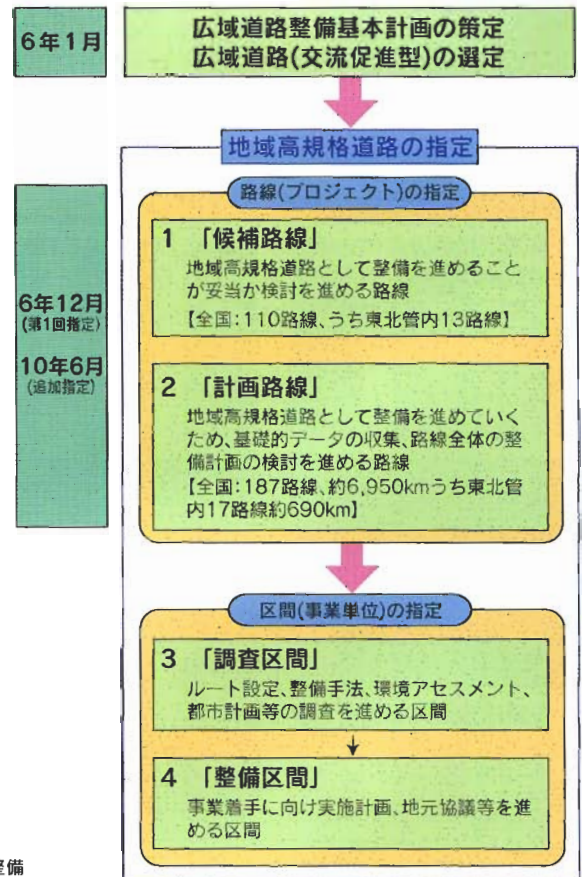 6年1月
広域道路整備基本計画の策定
広域道路(交流促進型)の選定
地域高規格道路の指定
路線(プロジェクト)の指定
6年12月
(第1回指定)
10年6月
(追加指定)
1 「候補路線」
地域高規格道路として整備を進めること
が妥当か検討を進める路線
【全国:110路線、うち東北管内13路線】
2 「計画路線」
地域高規格道路として整備を進めていく
ため、基礎的データの収集、路線全体の整
備計画の検討を進める路線
【全国:187路線、約6,950kmうち東北管
内17路線約690km】
区間(事業単位)の指定
3 「調査区間」
ルート設定、整備手法、環境アセスメント、
都市計画等の調査を進める区間
4 「整備区間」
事業着手に向け実施計画、地元協議等を進
める区間
整備